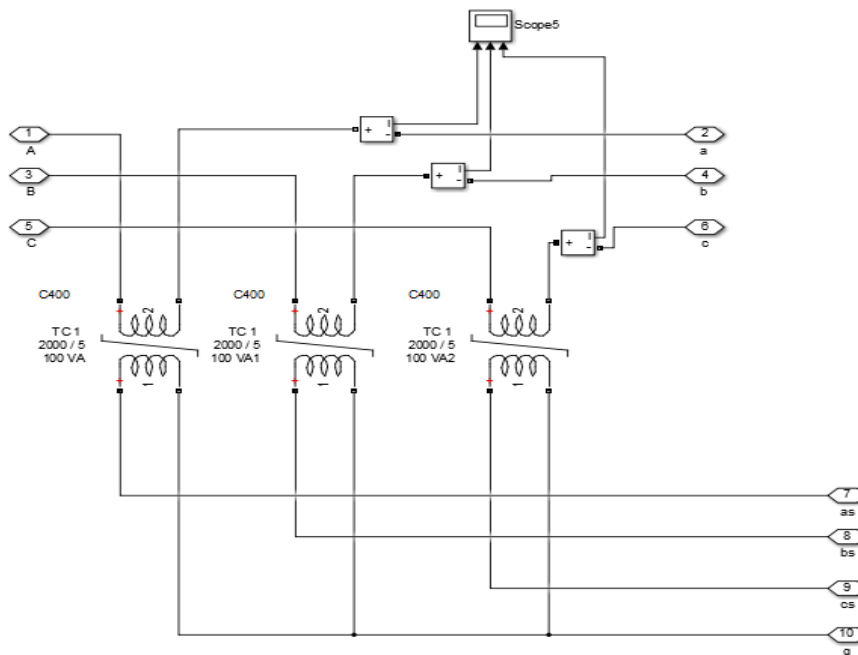 Scope5
1
A
2
a
3
B
4
b
5
C
6
c
C400
C400
C400
TC 1
2000 / 5
100 VA
TC 1
2000 / 5
100 VA1
TC 1
2000 / 5
100 VA2
+
I
-
+
I
-
+
I
-
+
2
+
1
+
2
+
1
+
2
+
1
7
as
8
bs
9
cs
10